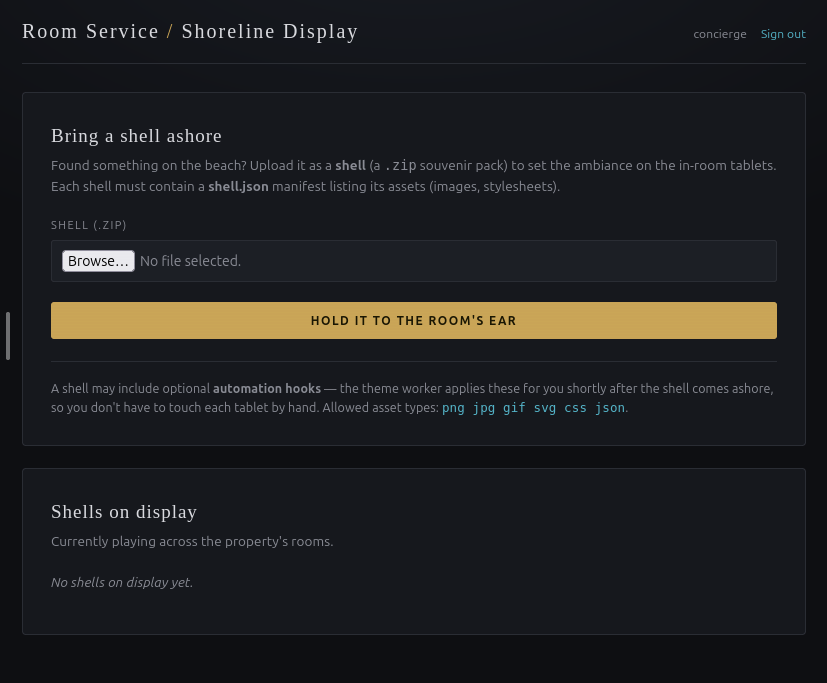 Room Service / Shoreline Display
concierge Sign out
Bring a shell ashore
Found something on the beach? Upload it as a shell (a .zip souvenir pack) to set the ambiance on the in-room tablets.
Each shell must contain a shell.json manifest listing its assets (images, stylesheets).
SHELL (.ZIP)
Browse... No file selected.
HOLD IT TO THE ROOM'S EAR
A shell may include optional automation hooks — the theme worker applies these for you shortly after the shell comes ashore,
so you don't have to touch each tablet by hand. Allowed asset types: png jpg gif svg css json.
Shells on display
Currently playing across the property's rooms.
No shells on display yet.